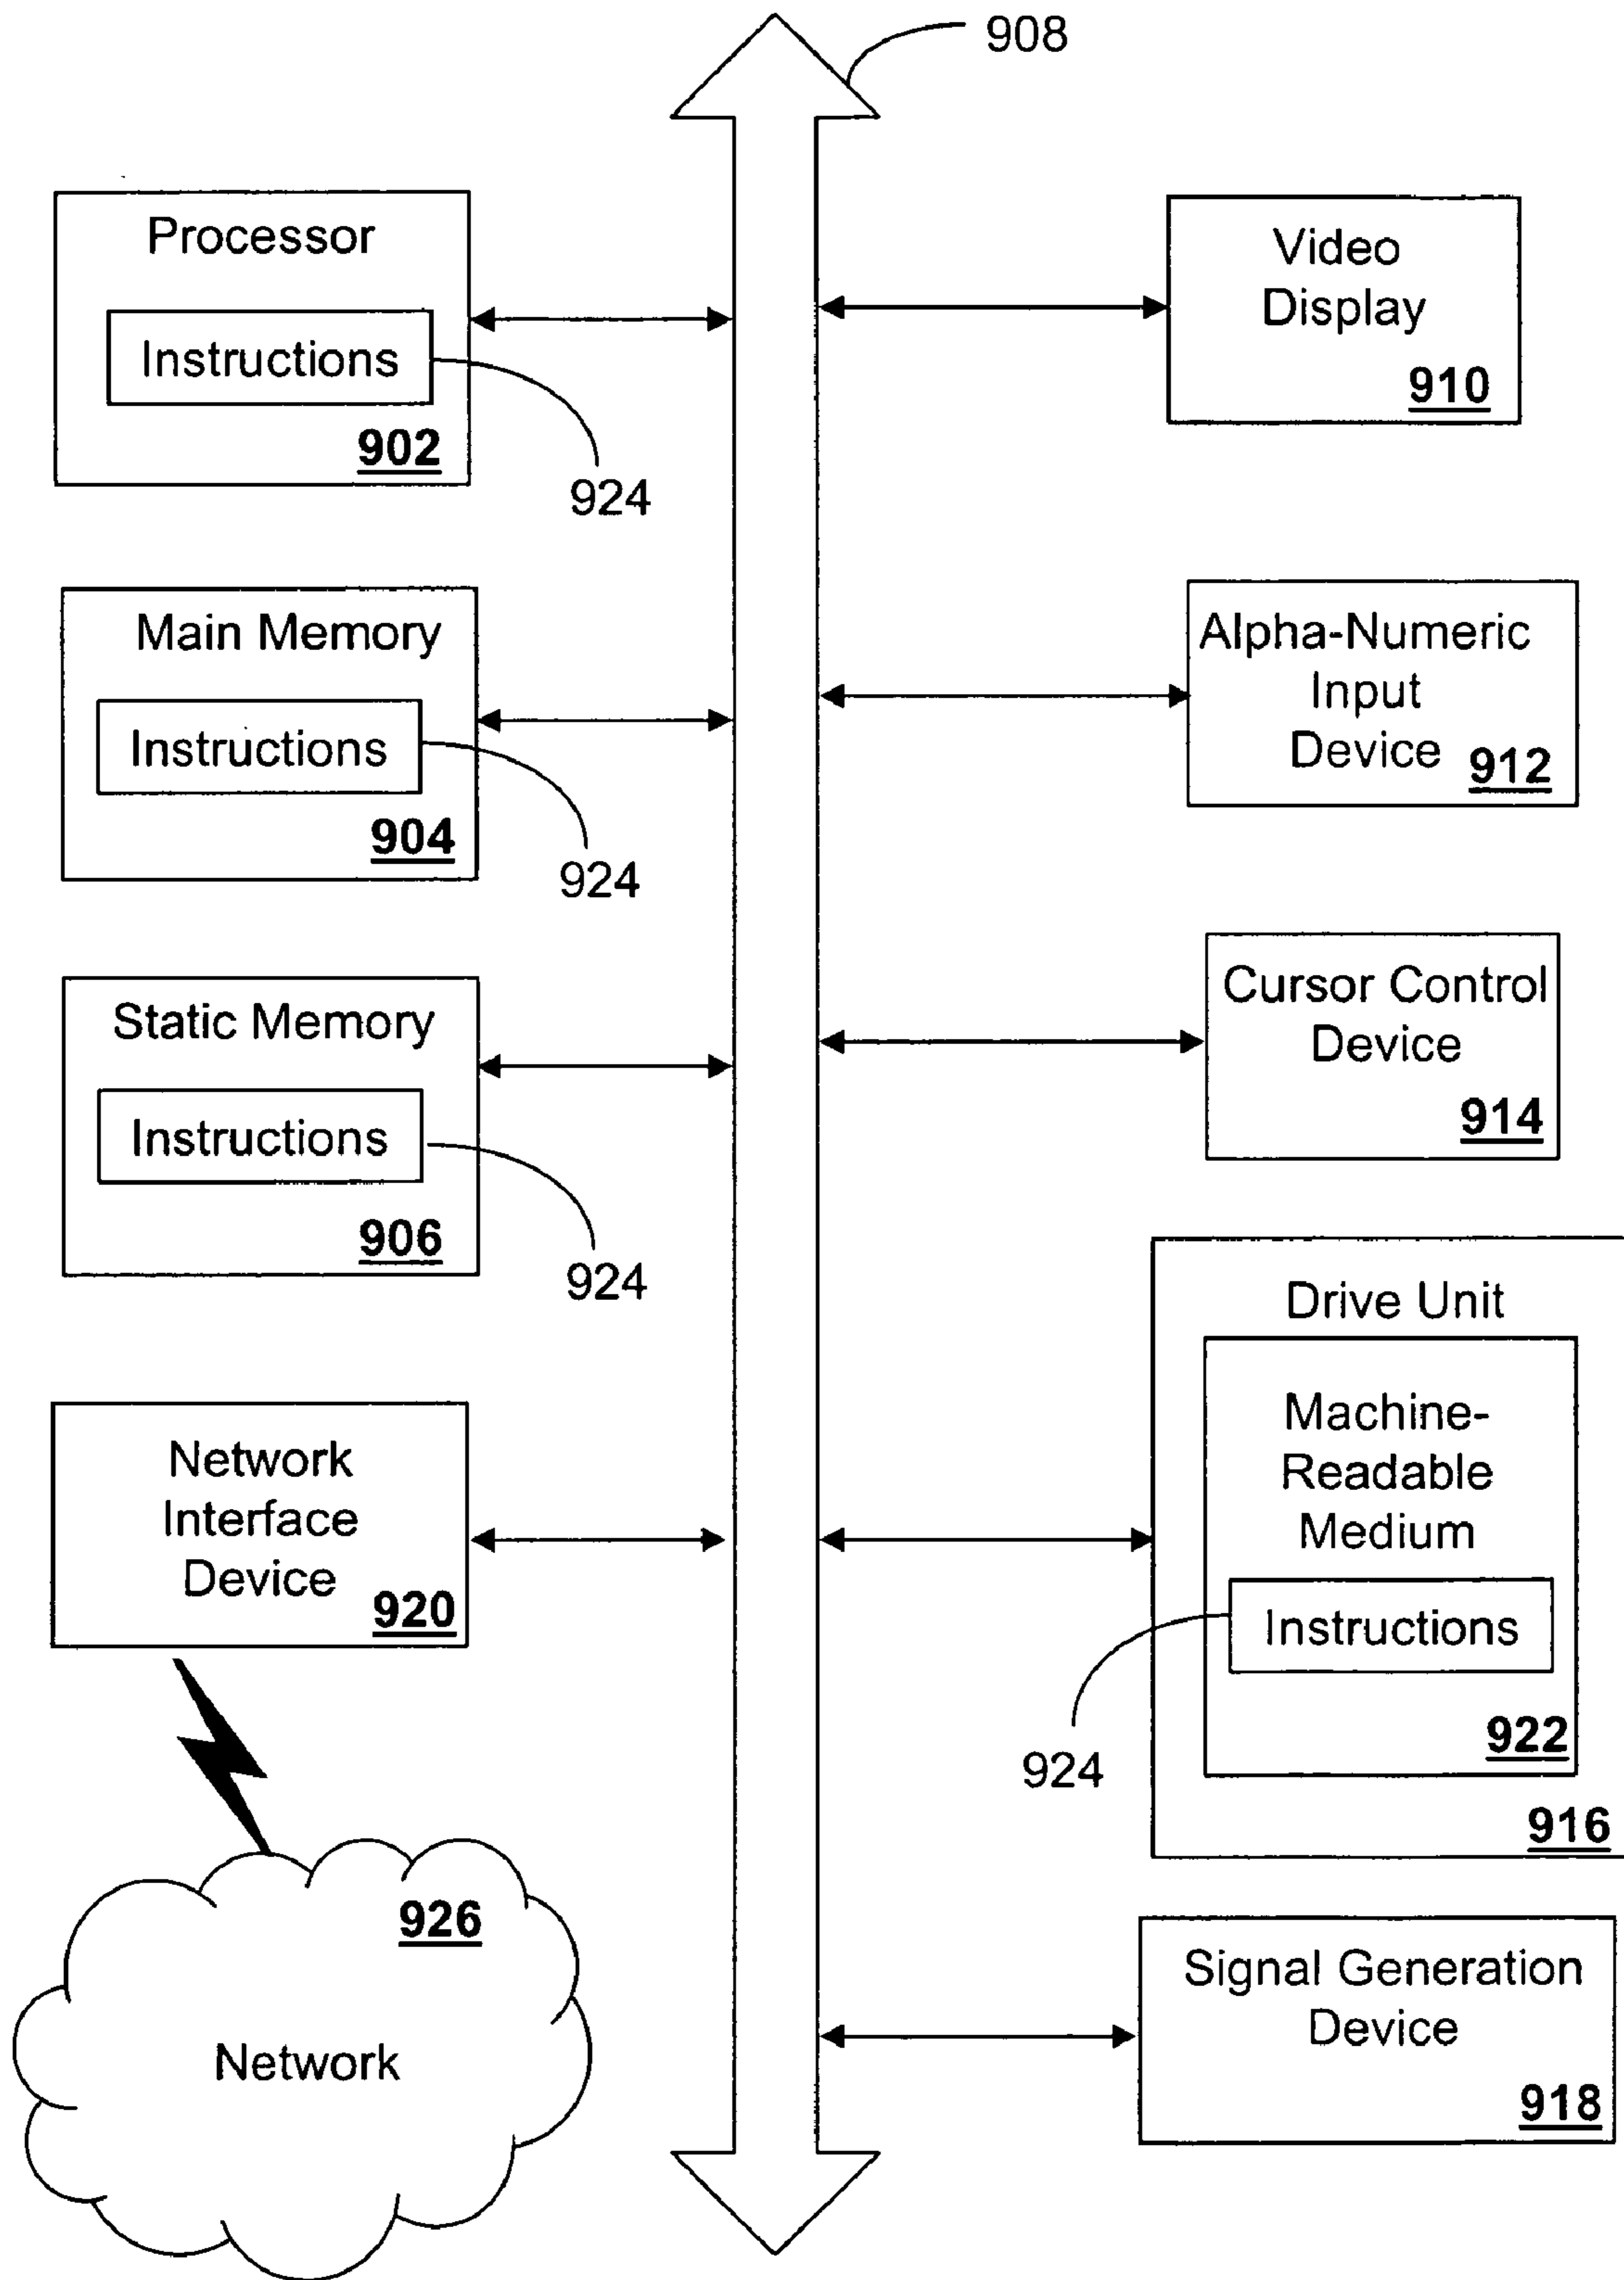 908
Processor
Instructions
902
924
Main Memory
Instructions
904
924
Static Memory
Instructions
906
924
Network
Interface
Device
920
926
Network
Video
Display
910
Alpha-Numeric
Input
Device
912
Cursor Control
Device
914
Drive Unit
Machine-
Readable
Medium
Instructions
924
922
916
Signal Generation
Device
918